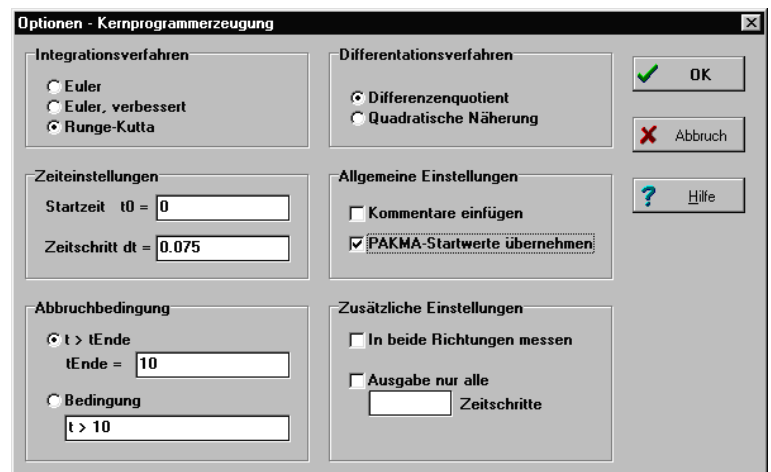 Optionen - Kernprogrammerzeugung
Integrationsverfahren
Euler
Euler, verbessert
Runge-Kutta
Differentationsverfahren
Differenzenquotient
Quadratische Näherung
OK
Abbruch
Hilfe
Zeiteinstellungen
Startzeit t0 = 0
Zeitschritt dt = 0.075
Allgemeine Einstellungen
Kommentare einfügen
PAKMA-Startwerte übernehmen
Abbruchbedingung
t > tEnde
tEnde = 10
Bedingung
t > 10
Zusätzliche Einstellungen
In beide Richtungen messen
Ausgabe nur alle
Zeitschritte